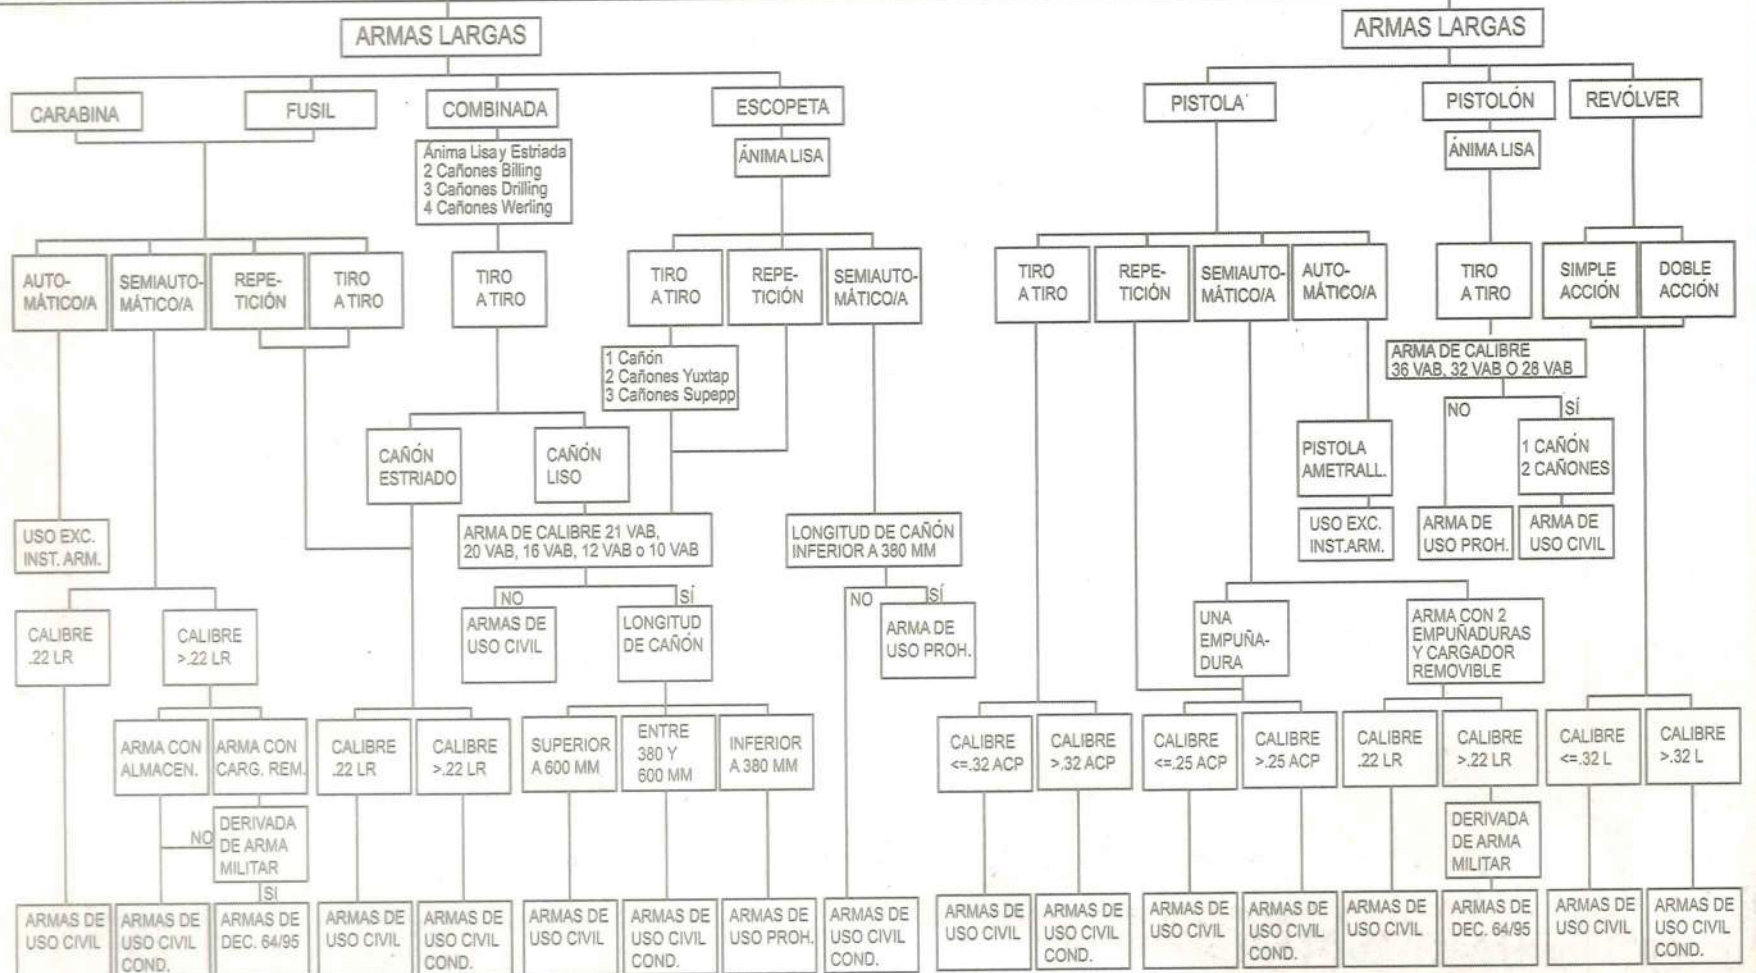 ARMAS LARGAS
CARABINA
FUSIL
COMBINADA
ESCOPETA
Ánima Lisa y Estriada
2 Cañones Billing
3 Cañones Drilling
4 Cañones Werling
ÁNIMA LISA
AUTO-
MÁTICO/A
SEMIAUTO-
MÁTICO/A
REPE-
TICIÓN
TIRO
A TIRO
TIRO
A TIRO
TIRO
A TIRO
REPE-
TICIÓN
SEMIAUTO-
MÁTICO/A
1 Cañón
2 Cañones Yuxtap
3 Cañones Supepp
CAÑÓN
ESTRIADO
CAÑÓN
LISO
USO EXC.
INST. ARM.
ARMA DE CALIBRE 21 VAB,
20 VAB, 16 VAB, 12 VAB o 10 VAB
LONGITUD DE CAÑÓN
INFERIOR A 380 MM
NO
SÍ
NO
SÍ
CALIBRE
.22 LR
CALIBRE
>.22 LR
ARMAS DE
USO CIVIL
LONGITUD
DE CAÑÓN
ARMA DE
USO PROH.
ARMA CON
ALMACEN.
ARMA CON
CARG. REM.
CALIBRE
.22 LR
CALIBRE
>.22 LR
SUPERIOR
A 600 MM
ENTRE
380 Y
600 MM
INFERIOR
A 380 MM
NO
DERIVADA
DE ARMA
MILITAR
SI
ARMAS DE
USO CIVIL
ARMAS DE
USO CIVIL
COND.
ARMAS DE
DEC. 64/95
ARMAS DE
USO CIVIL
ARMAS DE
USO CIVIL
COND.
ARMAS DE
USO CIVIL
ARMAS DE
USO CIVIL
COND.
ARMAS DE
USO PROH.
ARMAS DE
USO CIVIL
COND.
ARMAS LARGAS
PISTOLA
PISTOLÓN
REVÓLVER
ÁNIMA LISA
TIRO
A TIRO
REPE-
TICIÓN
SEMIAUTO-
MÁTICO/A
AUTO-
MÁTICO/A
TIRO
A TIRO
SIMPLE
ACCIÓN
DOBLE
ACCIÓN
ARMA DE CALIBRE
36 VAB, 32 VAB O 28 VAB
NO
SÍ
PISTOLA
AMETRALL.
1 CAÑÓN
2 CAÑONES
USO EXC.
INST.ARM.
ARMA DE
USO PROH.
ARMA DE
USO CIVIL
UNA
EMPUÑA-
DURA
ARMA CON 2
EMPUÑADURAS
Y CARGADOR
REMOVIBLE
CALIBRE
<=.32 ACP
CALIBRE
>.32 ACP
CALIBRE
<=.25 ACP
CALIBRE
>.25 ACP
CALIBRE
.22 LR
CALIBRE
>.22 LR
CALIBRE
<=.32 L
CALIBRE
>.32 L
DERIVADA
DE ARMA
MILITAR
ARMAS DE
USO CIVIL
ARMAS DE
USO CIVIL
COND.
ARMAS DE
USO CIVIL
ARMAS DE
USO CIVIL
COND.
ARMAS DE
USO CIVIL
ARMAS DE
DEC. 64/95
ARMAS DE
USO CIVIL
ARMAS DE
USO CIVIL
COND.